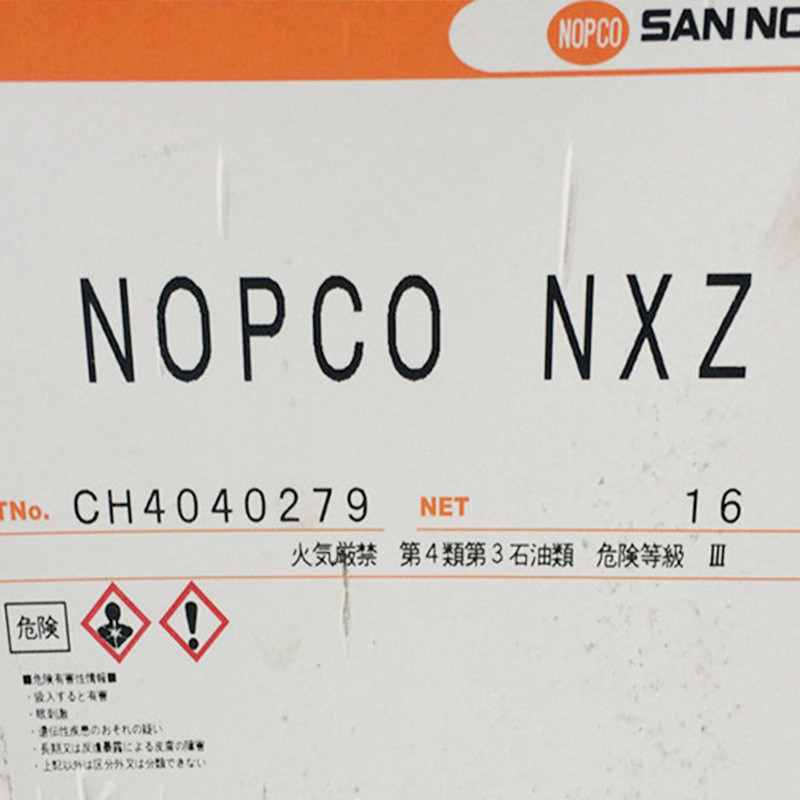 NOPCO SAN NO
NOPCO NXZ
TNo. CH4040279 NET 16
火気厳禁 第4類第3石油類 危険等級 Ⅲ
危険
■危険有害性情報■
・吸入すると有害
・眼刺激
・遺伝性疾患のおそれの疑い
・長期又は反復暴露による皮膚の障害
・上記以外は区分外又は分類できない